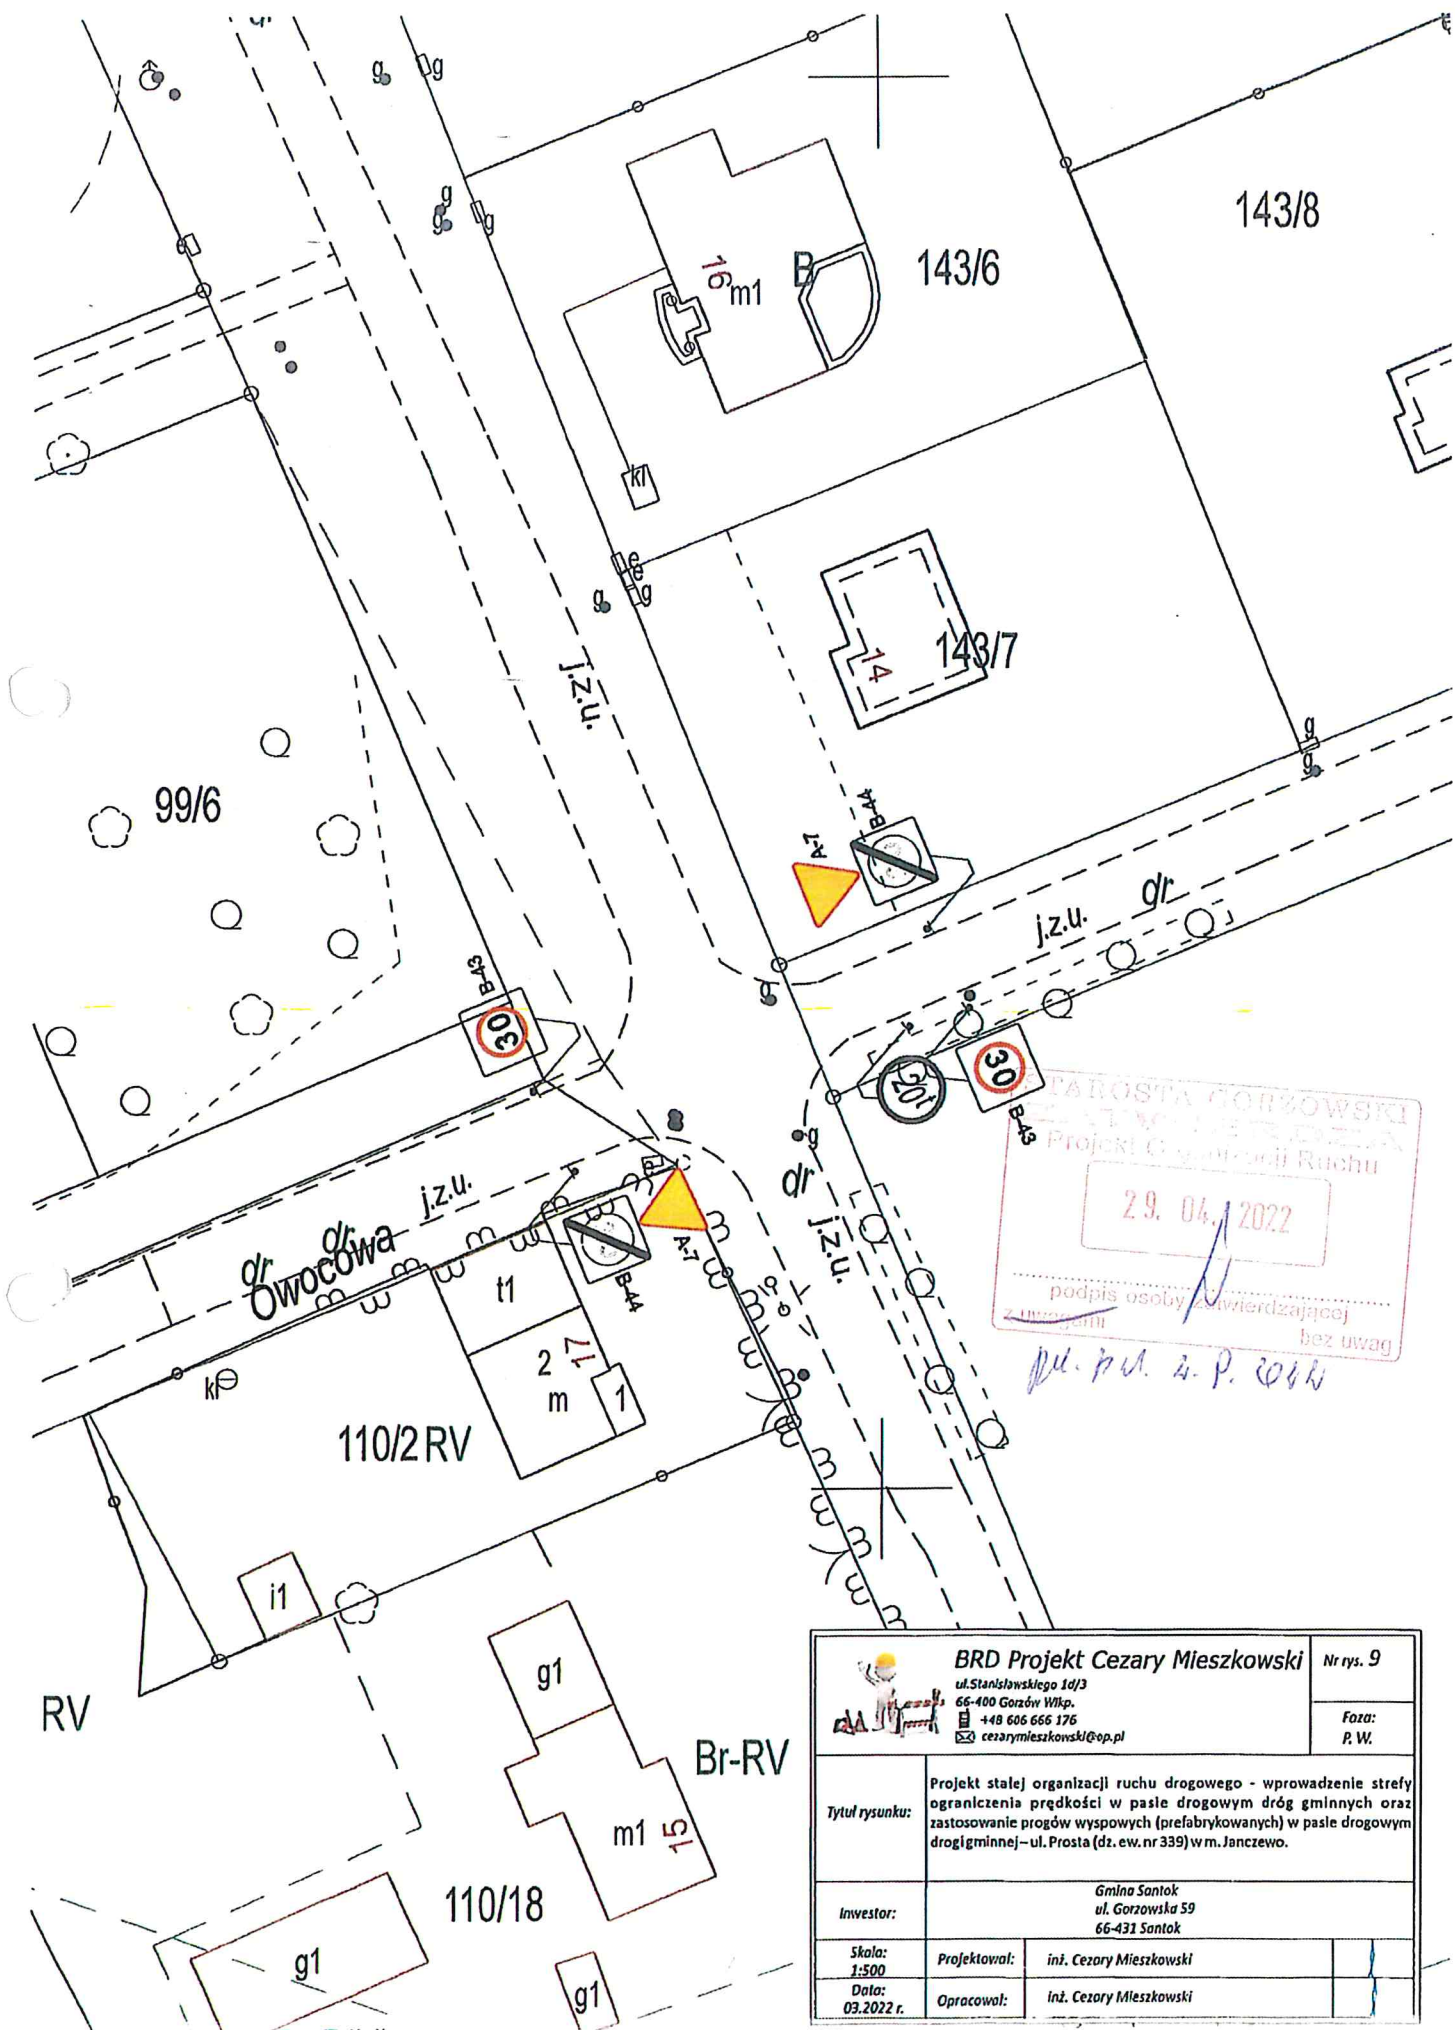 g
g
g
g
g
e
143/8
16
m1
B
143/6
kl
e
e
g
g
14
143/7
j.z.u.
g
g
99/6
A-7
B-44
dr
j.z.u.
B-43
30
g
20t
30
B-43
g
dr
j.z.u.
STAROSTA GORZOWSKI
Projekt Organizacji Ruchu
29. 04. 2022
podpis osoby zatwierdzającej
z uwagami
bez uwag
j.z.u.
dr
dr
Owocowa
A-7
B-44
t1
2
17
m
1
kl
110/2 RV
i1
g1
RV
Br-RV
m1
15
110/18
g1
g1
BRD Projekt Cezary Mieszkowski
ul.Stanisławskiego 1d/3
66-400 Gorzów Wlkp.
+48 606 666 176
cezarymieszkowski@op.pl
Nr rys. 9
Faza:
P. W.
Tytuł rysunku:
Projekt stałej organizacji ruchu drogowego - wprowadzenie strefy
ograniczenia prędkości w pasie drogowym dróg gminnych oraz
zastosowanie progów wyspowych (prefabrykowanych) w pasie drogowym
drogi gminnej – ul. Prosta (dz. ew. nr 339) w m. Janczewo.
Inwestor:
Gmina Santok
ul. Gorzowska 59
66-431 Santok
Skala:
1:500
Projektował:
inż. Cezary Mieszkowski
Data:
03.2022 r.
Opracował:
inż. Cezary Mieszkowski